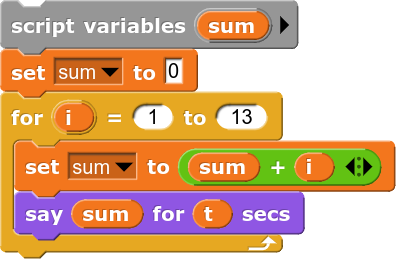 script variables sum
set sum to 0
for i = 1 to 13
set sum to sum + i
say sum for t secs